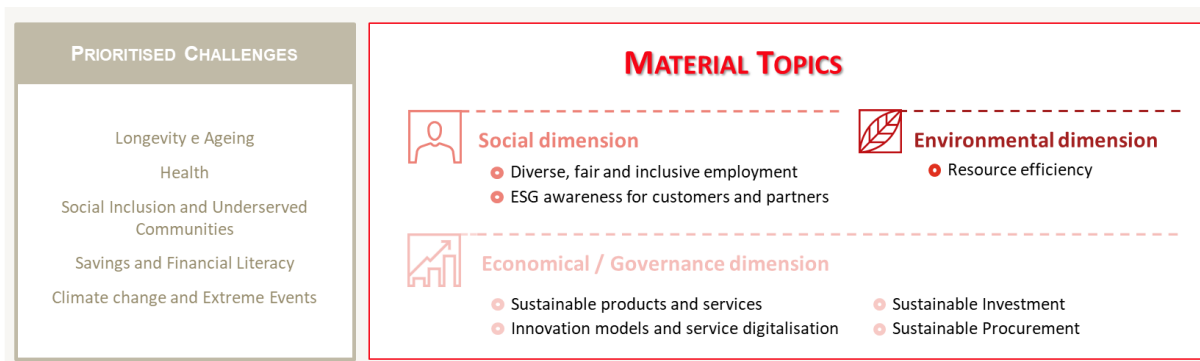 PRIORITISED CHALLENGES
Longevity e Ageing
Health
Social Inclusion and Underserved
Communities
Savings and Financial Literacy
Climate change and Extreme Events
MATERIAL TOPICS
Social dimension
Diverse, fair and inclusive employment
ESG awareness for customers and partners
Environmental dimension
Resource efficiency
Economical / Governance dimension
Sustainable products and services
Innovation models and service digitalisation
Sustainable Investment
Sustainable Procurement